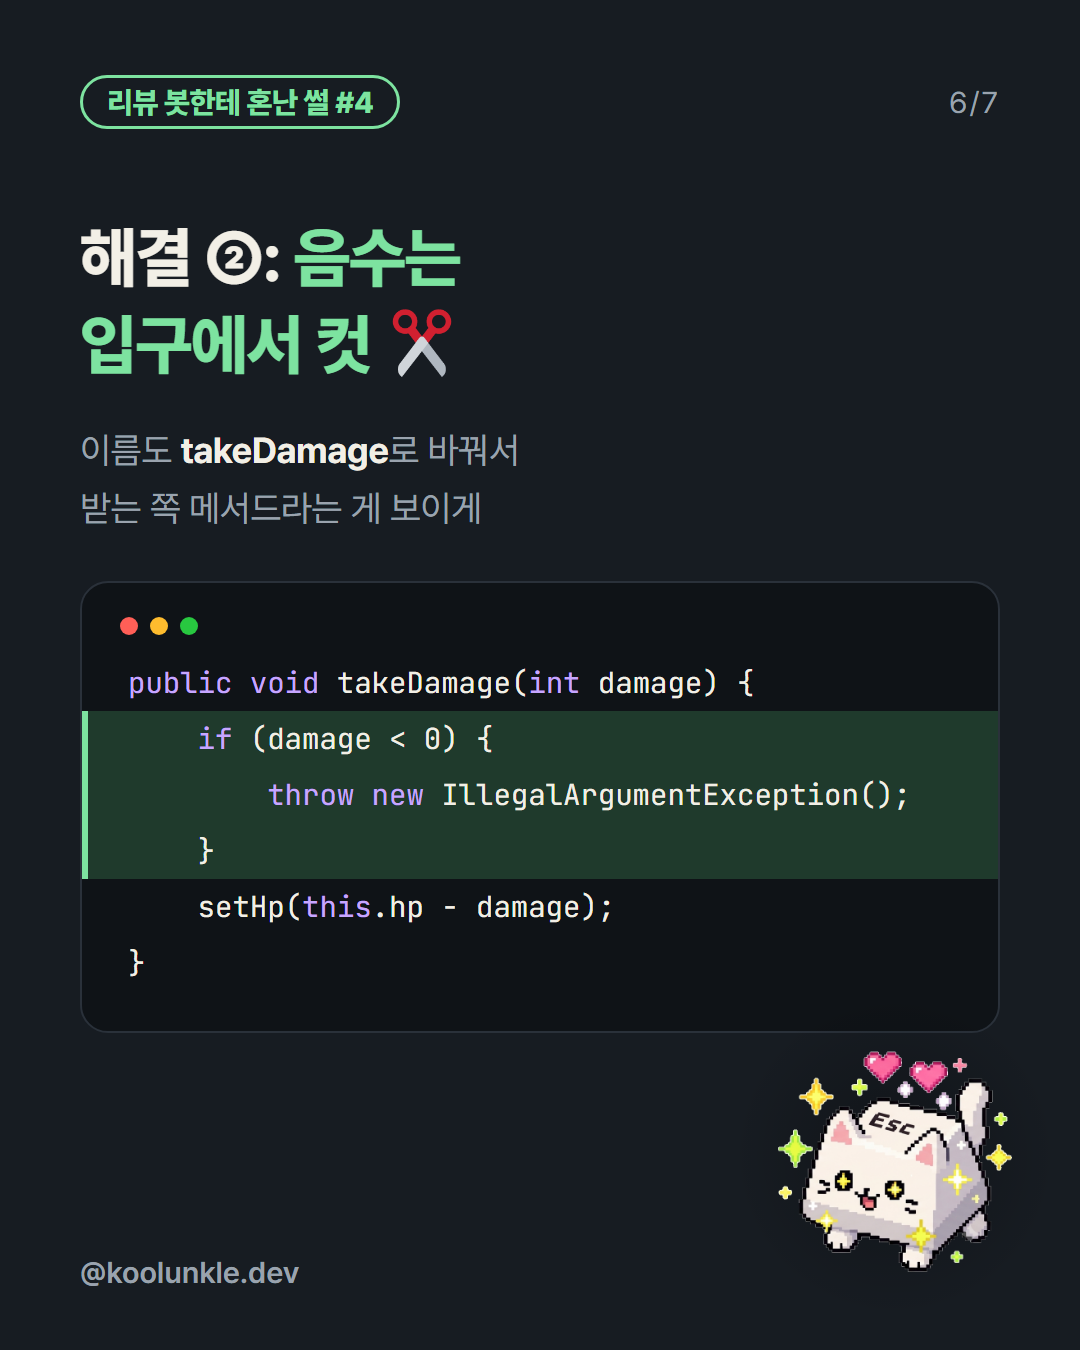 리뷰 봇한테 혼난 썰 #4
6/7
해결 ②: 음수는
입구에서 컷 ✂️
이름도 takeDamage로 바꿔서
받는 쪽 메서드라는 게 보이게
public void takeDamage(int damage) {
    if (damage < 0) {
        throw new IllegalArgumentException();
    }
    setHp(this.hp - damage);
}
Esc
@koolunkle.dev